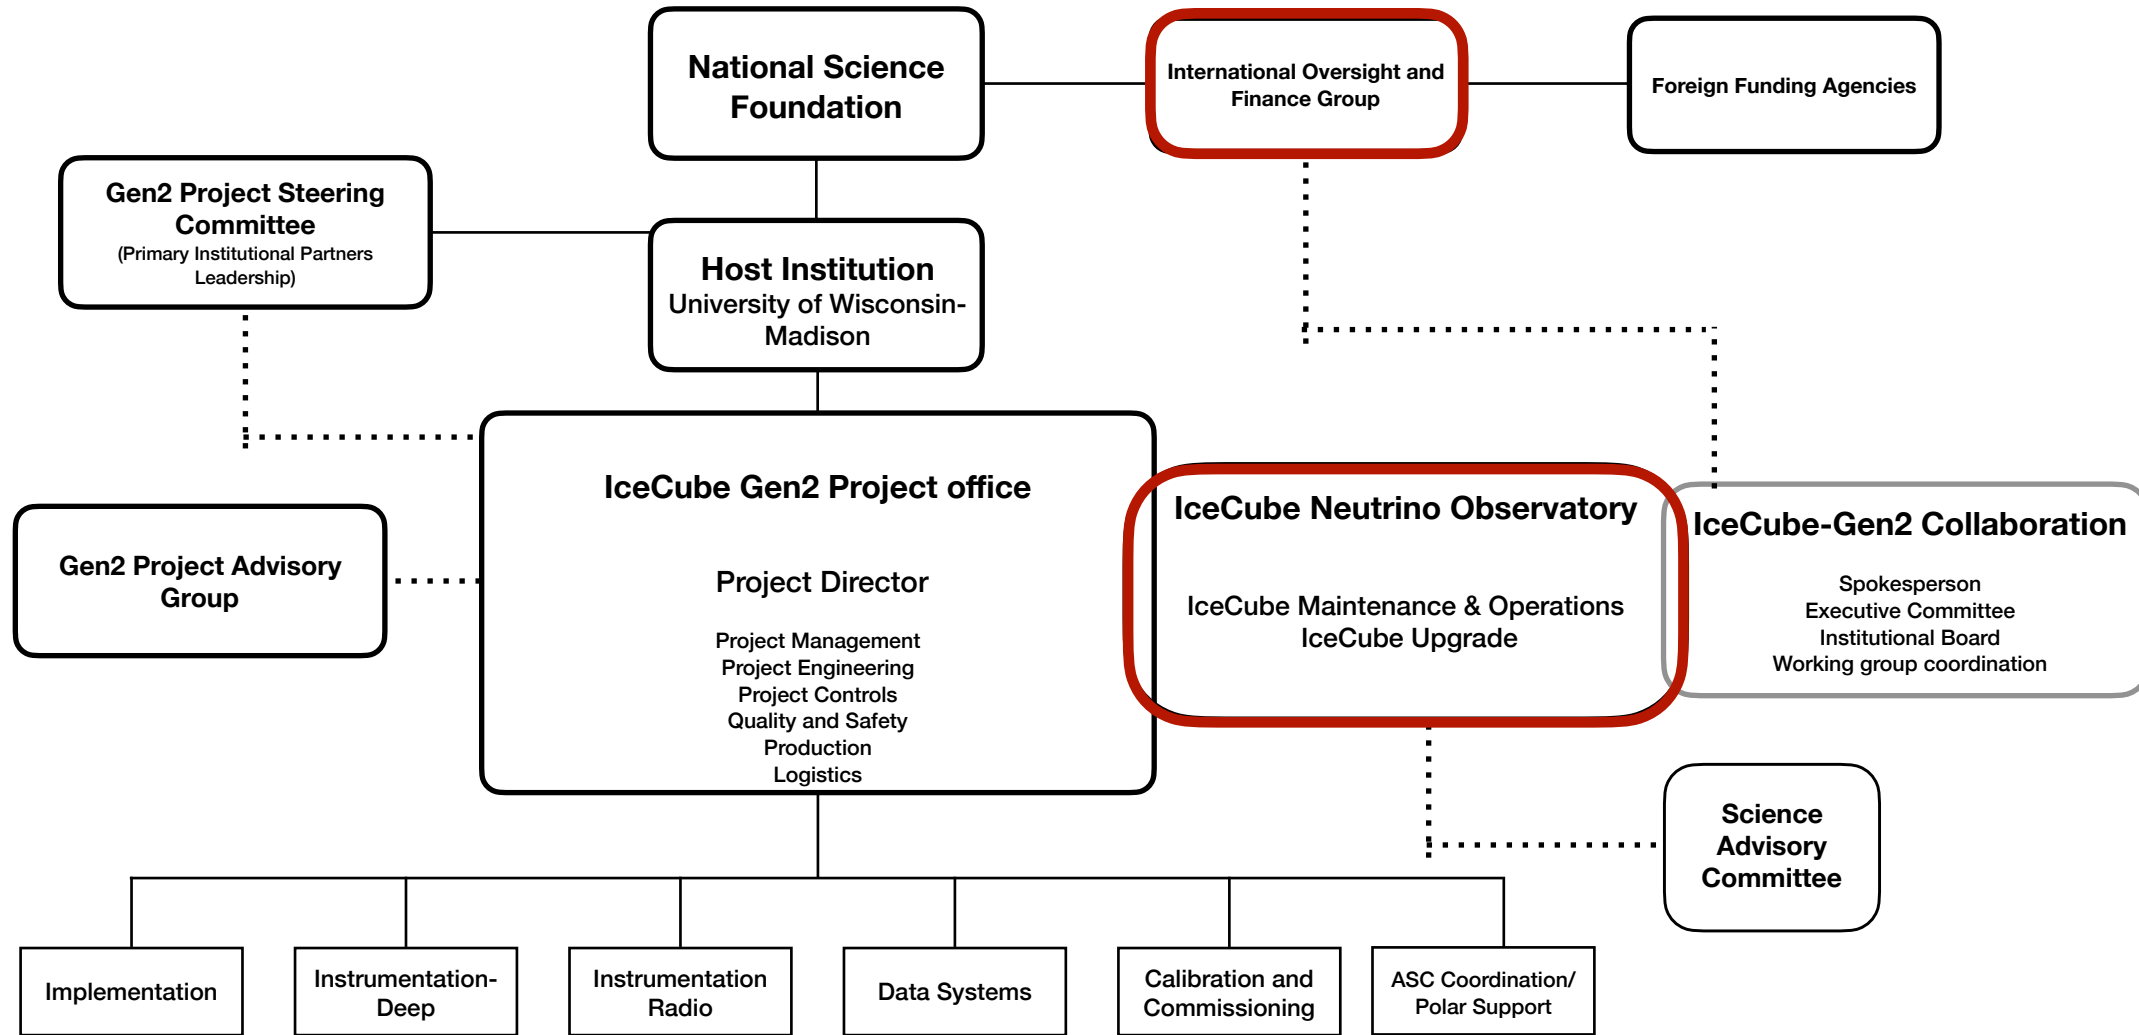 National Science
Foundation
International Oversight and
Finance Group
Foreign Funding Agencies
Gen2 Project Steering
Committee
(Primary Institutional Partners
Leadership)
Host Institution
University of Wisconsin-
Madison
IceCube Gen2 Project office
Project Director
Project Management
Project Engineering
Project Controls
Quality and Safety
Production
Logistics
IceCube Neutrino Observatory
IceCube Maintenance & Operations
IceCube Upgrade
IceCube-Gen2 Collaboration
Spokesperson
Executive Committee
Institutional Board
Working group coordination
Gen2 Project Advisory
Group
Science
Advisory
Committee
Implementation
Instrumentation-
Deep
Instrumentation
Radio
Data Systems
Calibration and
Commissioning
ASC Coordination/
Polar Support